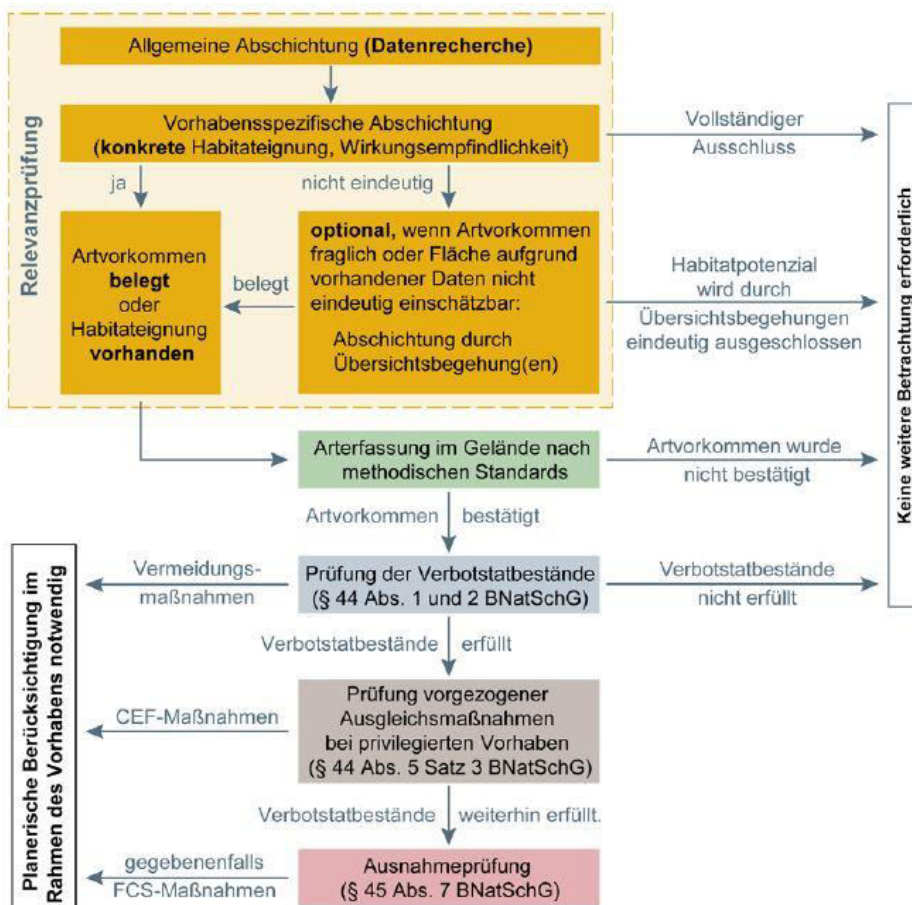 Relevanzprüfung
Allgemeine Abschichtung (Datenrecherche)
Vorhabensspezifische Abschichtung
(konkrete Habitateignung, Wirkungsempfindlichkeit)
Vollständiger
Ausschluss
ja
nicht eindeutig
Artvorkommen
belegt
oder
Habitateignung
vorhanden
belegt
optional, wenn Artvorkommen
fraglich oder Fläche aufgrund
vorhandener Daten nicht
eindeutig einschätzbar:
Abschichtung durch
Übersichtsbegehung(en)
Habitatpotenzial
wird durch
Übersichtsbegehungen
eindeutig ausgeschlossen
Keine weitere Betrachtung erforderlich
Arterfassung im Gelände nach
methodischen Standards
Artvorkommen wurde
nicht bestätigt
Artvorkommen bestätigt
Planerische Berücksichtigung im
Rahmen des Vorhabens notwendig
Vermeidungs-
maßnahmen
Prüfung der Verbotstatbestände
(§ 44 Abs. 1 und 2 BNatSchG)
Verbotstatbestände
nicht erfüllt
Verbotstatbestände erfüllt
CEF-Maßnahmen
Prüfung vorgezogener
Ausgleichsmaßnahmen
bei privilegierten Vorhaben
(§ 44 Abs. 5 Satz 3 BNatSchG)
Verbotstatbestände weiterhin erfüllt.
gegebenenfalls
FCS-Maßnahmen
Ausnahmeprüfung
(§ 45 Abs. 7 BNatSchG)